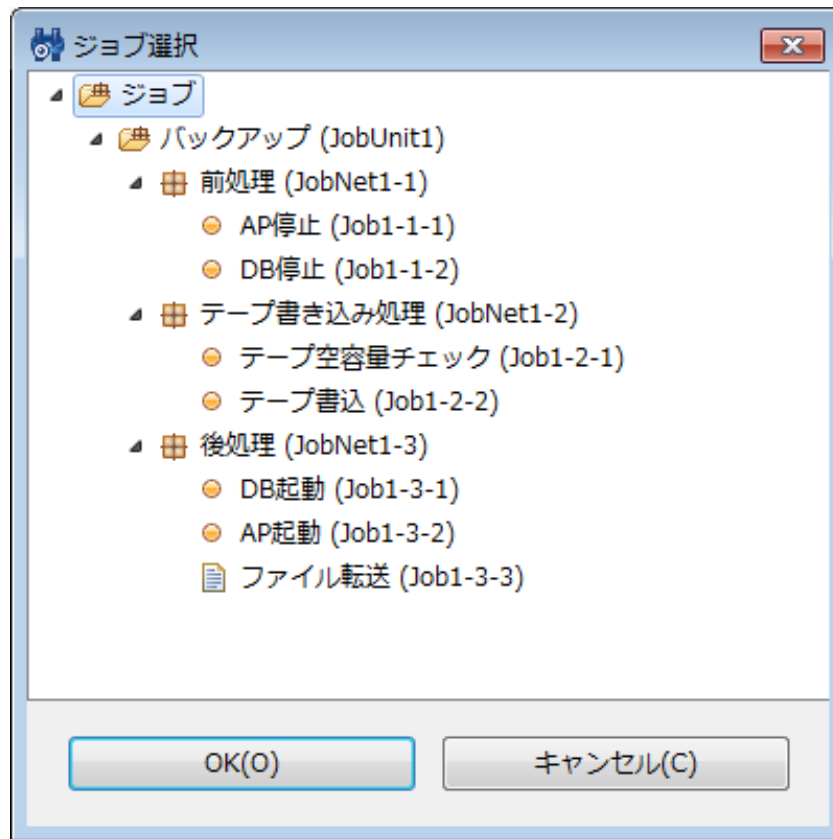 ジョブ選択
ジョブ
バックアップ (JobUnit1)
前処理 (JobNet1-1)
AP停止 (Job1-1-1)
DB停止 (Job1-1-2)
テープ書き込み処理 (JobNet1-2)
テープ空容量チェック (Job1-2-1)
テープ書込 (Job1-2-2)
後処理 (JobNet1-3)
DB起動 (Job1-3-1)
AP起動 (Job1-3-2)
ファイル転送 (Job1-3-3)
OK(O)
キャンセル(C)